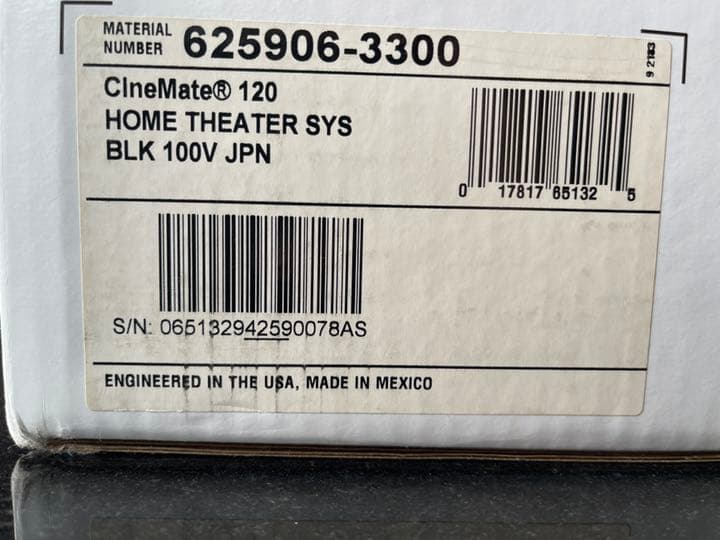 MATERIAL
NUMBER 625906-3300
CineMate® 120
HOME THEATER SYS
BLK 100V JPN
0 17817 65132 5
S/N: 065132942590078AS
ENGINEERED IN THE USA, MADE IN MEXICO